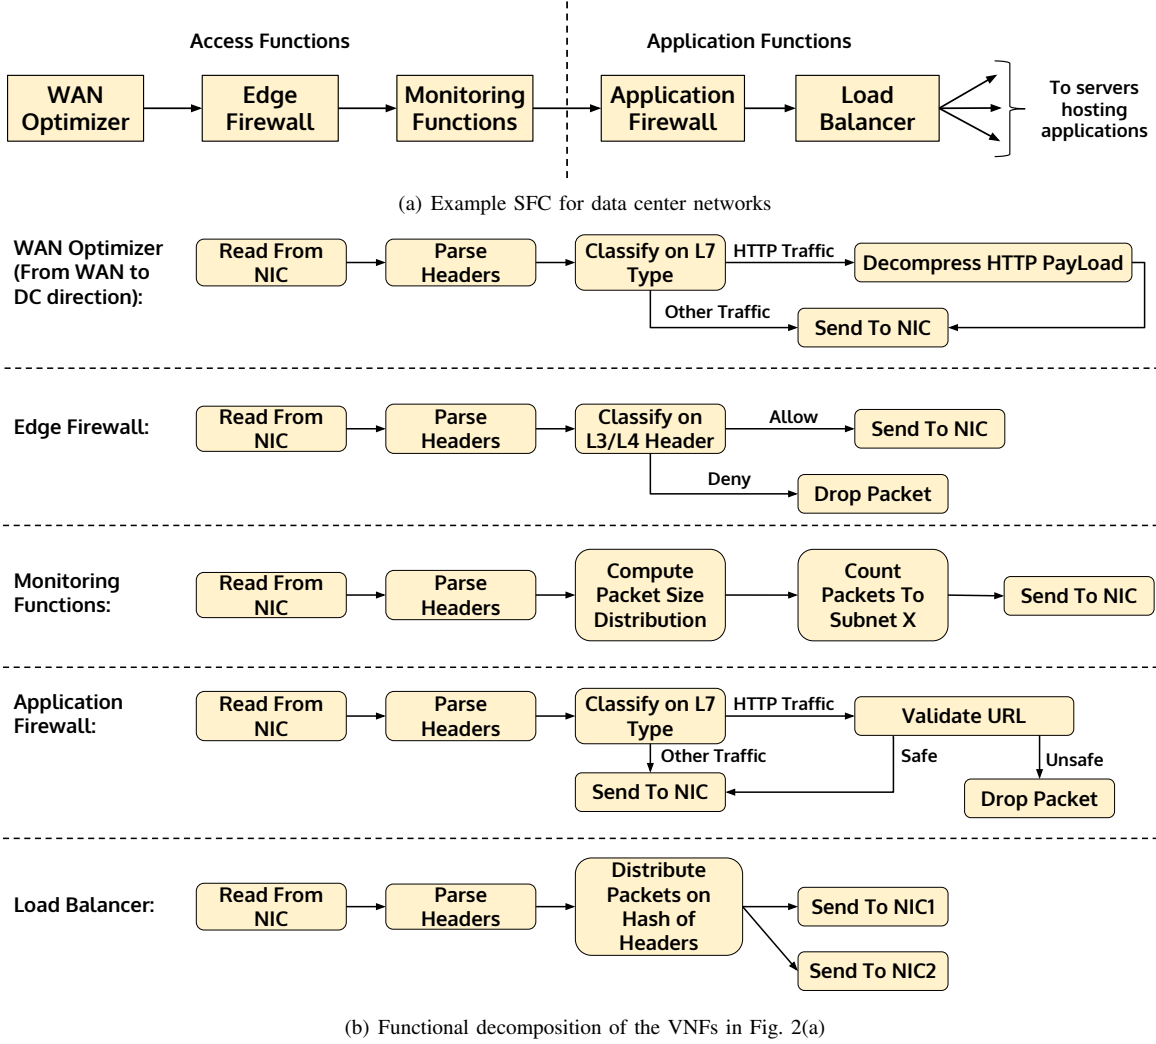 Access Functions
Application Functions
WAN
Optimizer
Edge
Firewall
Monitoring
Functions
Application
Firewall
Load
Balancer
To servers
hosting
applications
(a) Example SFC for data center networks
WAN Optimizer
(From WAN to
DC direction):
Read From
NIC
Parse
Headers
Classify on L7
Type
HTTP Traffic
Decompress HTTP PayLoad
Other Traffic
Send To NIC
Edge Firewall:
Read From
NIC
Parse
Headers
Classify on
L3/L4 Header
Allow
Send To NIC
Deny
Drop Packet
Monitoring
Functions:
Read From
NIC
Parse
Headers
Compute
Packet Size
Distribution
Count
Packets To
Subnet X
Send To NIC
Application
Firewall:
Read From
NIC
Parse
Headers
Classify on L7
Type
HTTP Traffic
Validate URL
Other Traffic
Safe
Unsafe
Send To NIC
Drop Packet
Load Balancer:
Read From
NIC
Parse
Headers
Distribute
Packets on
Hash of
Headers
Send To NIC1
Send To NIC2
(b) Functional decomposition of the VNFs in Fig. 2(a)